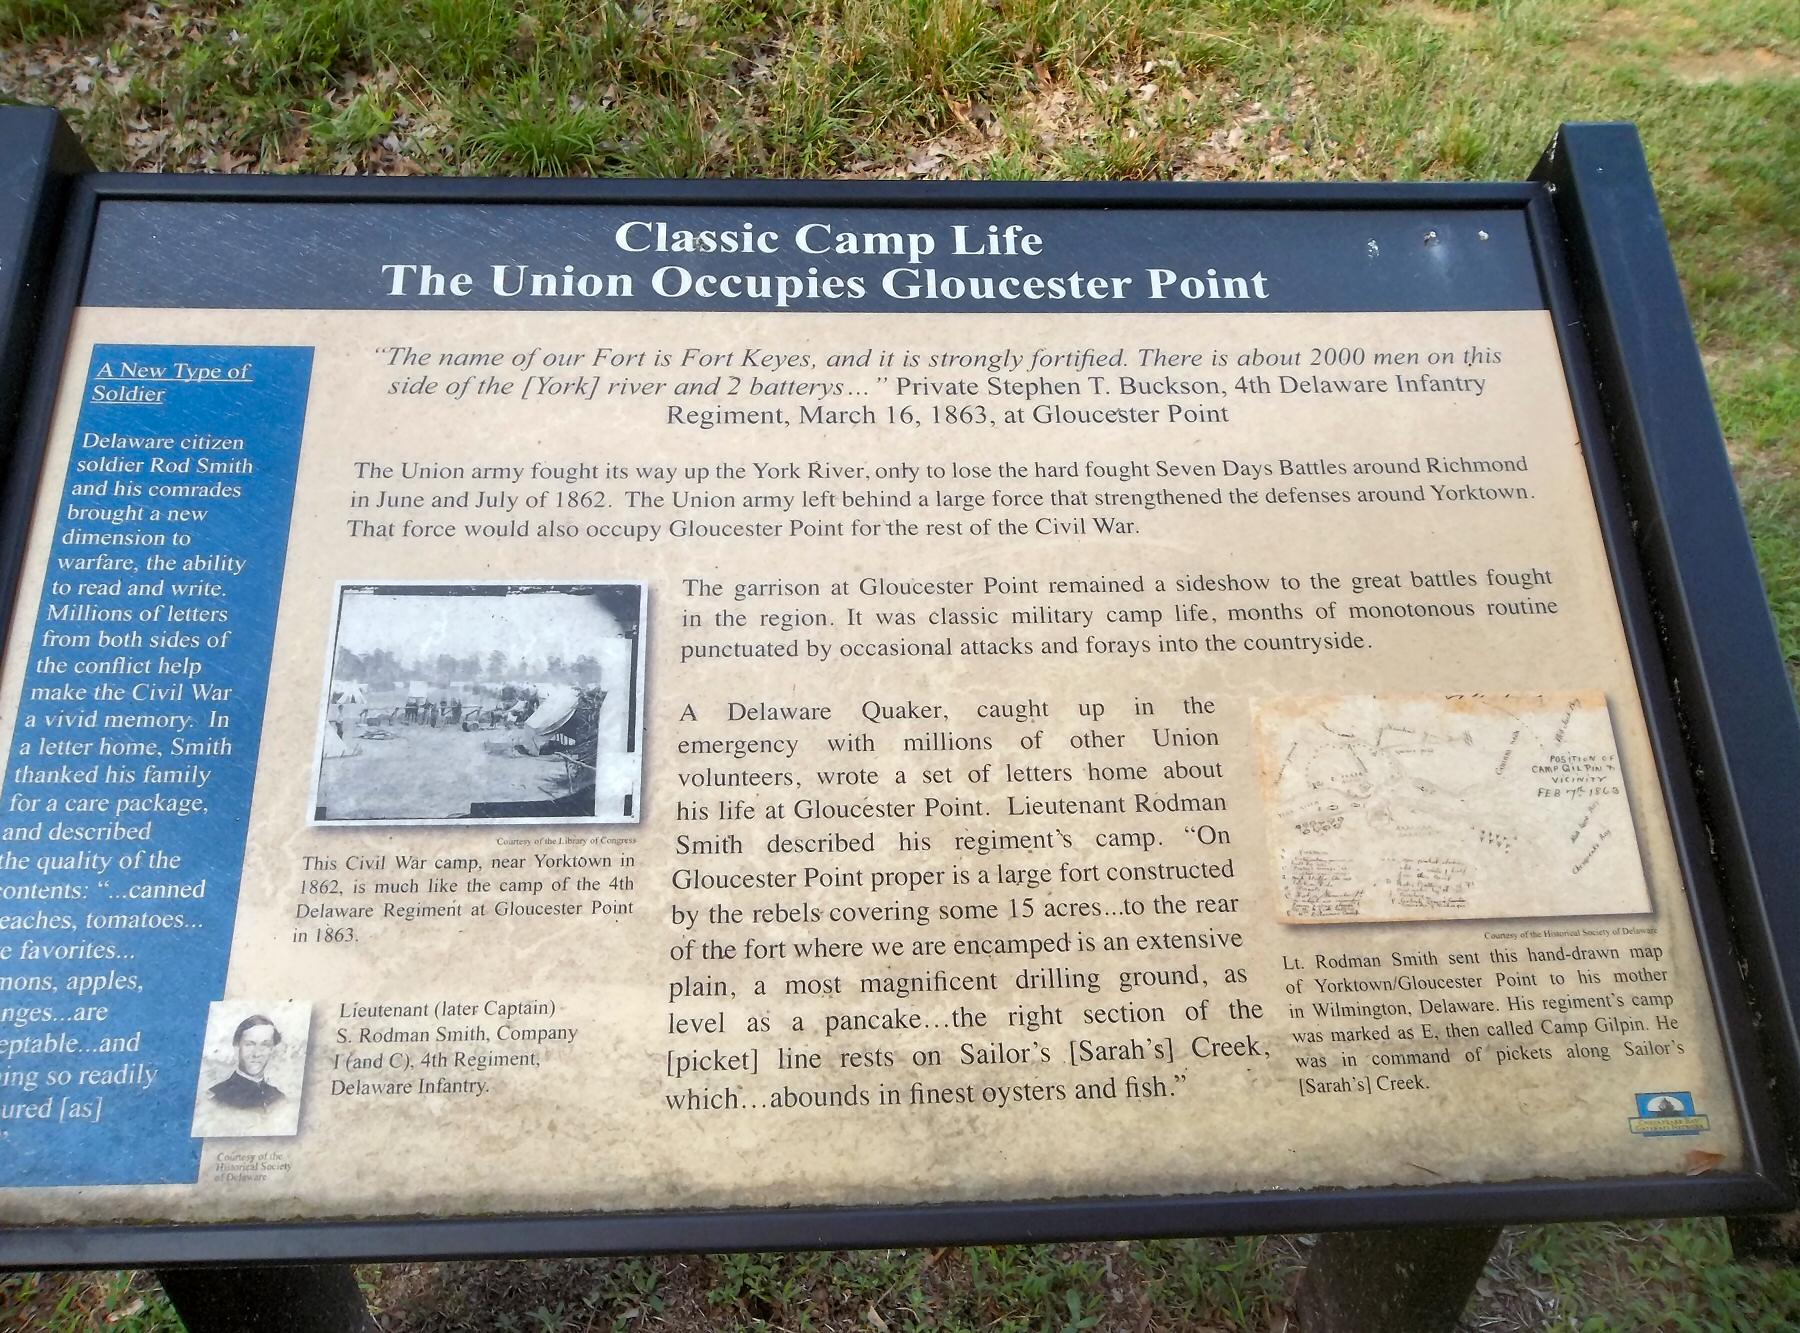 Classic Camp Life
The Union Occupies Gloucester Point
"The name of our Fort is Fort Keyes, and it is strongly fortified. There is about 2000 men on this
side of the [York] river and 2 batterys..." Private Stephen T. Buckson, 4th Delaware Infantry
Regiment, March 16, 1863, at Gloucester Point
A New Type of
Soldier
Delaware citizen
soldier Rod Smith
and his comrades
brought a new
dimension to
warfare, the ability
to read and write.
Millions of letters
from both sides of
the conflict help
make the Civil War
a vivid memory. In
a letter home, Smith
thanked his family
for a care package,
and described
the quality of the
contents: "...canned
eaches, tomatoes...
e favorites...
mons, apples,
nges...are
eptable...and
ing so readily
ured [as]
The Union army fought its way up the York River, only to lose the hard fought Seven Days Battles around Richmond
in June and July of 1862. The Union army left behind a large force that strengthened the defenses around Yorktown.
That force would also occupy Gloucester Point for the rest of the Civil War.
The garrison at Gloucester Point remained a sideshow to the great battles fought
in the region. It was classic military camp life, months of monotonous routine
punctuated by occasional attacks and forays into the countryside.
Courtesy of the Library of Congress
This Civil War camp, near Yorktown in
1862, is much like the camp of the 4th
Delaware Regiment at Gloucester Point
in 1863.
Lieutenant (later Captain)
S. Rodman Smith, Company
I (and C), 4th Regiment,
Delaware Infantry.
Courtesy of the
Historical Society
of Delaware
A Delaware Quaker, caught up in the
emergency with millions of other Union
volunteers, wrote a set of letters home about
his life at Gloucester Point. Lieutenant Rodman
Smith described his regiment's camp. "On
Gloucester Point proper is a large fort constructed
by the rebels covering some 15 acres...to the rear
of the fort where we are encamped is an extensive
plain, a most magnificent drilling ground, as
level as a pancake...the right section of the
[picket] line rests on Sailor's [Sarah's] Creek,
which...abounds in finest oysters and fish."
POSITION OF
CAMP GILPIN &
VICINITY
FEB 7th 1863
Courtesy of the Historical Society of Delaware
Lt. Rodman Smith sent this hand-drawn map
of Yorktown/Gloucester Point to his mother
in Wilmington, Delaware. His regiment's camp
was marked as E, then called Camp Gilpin. He
was in command of pickets along Sailor's
[Sarah's] Creek.
CHESAPEAKE BAY
GATEWAYS NETWORK